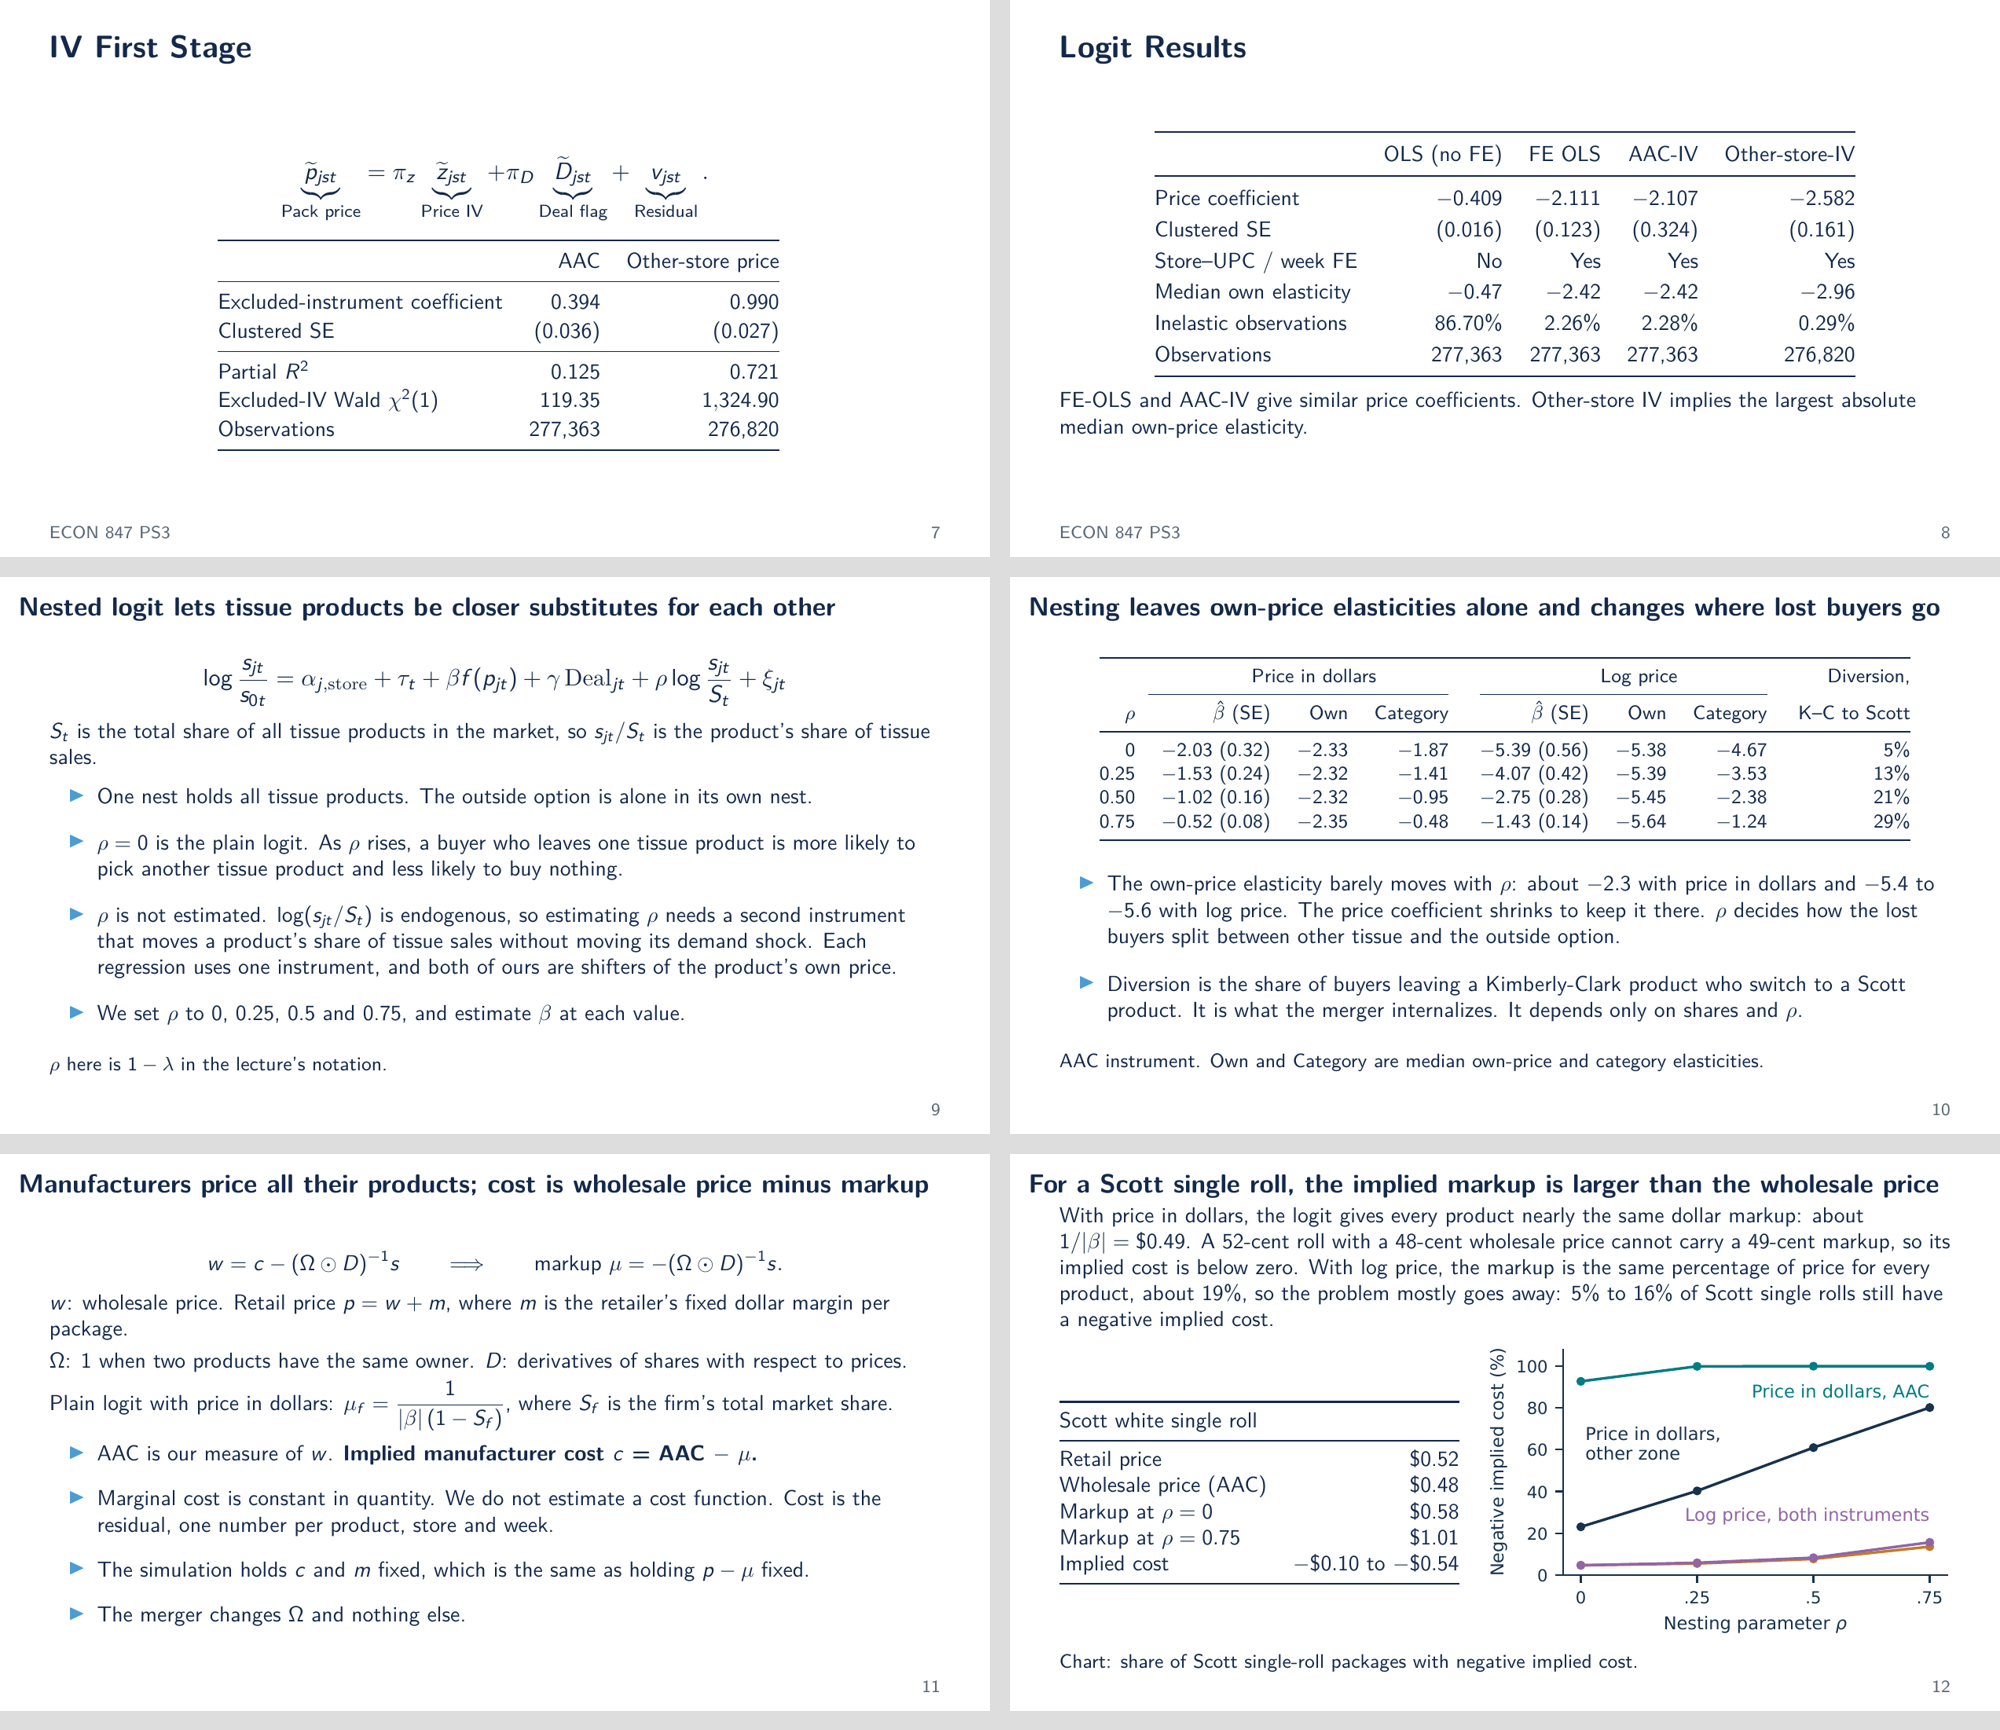 IV First Stage
p̃_jst = π_z z̃_jst + π_D D̃_jst + v_jst .
Pack price Price IV Deal flag Residual
AAC Other-store price
Excluded-instrument coefficient 0.394 0.990
Clustered SE (0.036) (0.027)
Partial R² 0.125 0.721
Excluded-IV Wald χ²(1) 119.35 1,324.90
Observations 277,363 276,820
ECON 847 PS3 7
Logit Results
OLS (no FE) FE OLS AAC-IV Other-store-IV
Price coefficient −0.409 −2.111 −2.107 −2.582
Clustered SE (0.016) (0.123) (0.324) (0.161)
Store–UPC / week FE No Yes Yes Yes
Median own elasticity −0.47 −2.42 −2.42 −2.96
Inelastic observations 86.70% 2.26% 2.28% 0.29%
Observations 277,363 277,363 277,363 276,820
FE-OLS and AAC-IV give similar price coefficients. Other-store IV implies the largest absolute
median own-price elasticity.
ECON 847 PS3 8
Nested logit lets tissue products be closer substitutes for each other
log s_jt/s_0t = α_j,store + τ_t + βf(p_jt) + γ Deal_jt + ρ log s_jt/S_t + ξ_jt
S_t is the total share of all tissue products in the market, so s_jt/S_t is the product's share of tissue
sales.
▶ One nest holds all tissue products. The outside option is alone in its own nest.
▶ ρ = 0 is the plain logit. As ρ rises, a buyer who leaves one tissue product is more likely to
pick another tissue product and less likely to buy nothing.
▶ ρ is not estimated. log(s_jt/S_t) is endogenous, so estimating ρ needs a second instrument
that moves a product's share of tissue sales without moving its demand shock. Each
regression uses one instrument, and both of ours are shifters of the product's own price.
▶ We set ρ to 0, 0.25, 0.5 and 0.75, and estimate β at each value.
ρ here is 1 − λ in the lecture's notation.
9
Nesting leaves own-price elasticities alone and changes where lost buyers go
Price in dollars Log price Diversion,
ρ β̂ (SE) Own Category β̂ (SE) Own Category K–C to Scott
0 −2.03 (0.32) −2.33 −1.87 −5.39 (0.56) −5.38 −4.67 5%
0.25 −1.53 (0.24) −2.32 −1.41 −4.07 (0.42) −5.39 −3.53 13%
0.50 −1.02 (0.16) −2.32 −0.95 −2.75 (0.28) −5.45 −2.38 21%
0.75 −0.52 (0.08) −2.35 −0.48 −1.43 (0.14) −5.64 −1.24 29%
▶ The own-price elasticity barely moves with ρ: about −2.3 with price in dollars and −5.4 to
−5.6 with log price. The price coefficient shrinks to keep it there. ρ decides how the lost
buyers split between other tissue and the outside option.
▶ Diversion is the share of buyers leaving a Kimberly-Clark product who switch to a Scott
product. It is what the merger internalizes. It depends only on shares and ρ.
AAC instrument. Own and Category are median own-price and category elasticities.
10
Manufacturers price all their products; cost is wholesale price minus markup
w = c − (Ω ⊙ D)⁻¹s ⟹ markup μ = −(Ω ⊙ D)⁻¹s.
w: wholesale price. Retail price p = w + m, where m is the retailer's fixed dollar margin per
package.
Ω: 1 when two products have the same owner. D: derivatives of shares with respect to prices.
Plain logit with price in dollars: μ_f = 1/(|β| (1 − S_f)), where S_f is the firm's total market share.
▶ AAC is our measure of w. Implied manufacturer cost c = AAC − μ.
▶ Marginal cost is constant in quantity. We do not estimate a cost function. Cost is the
residual, one number per product, store and week.
▶ The simulation holds c and m fixed, which is the same as holding p − μ fixed.
▶ The merger changes Ω and nothing else.
11
For a Scott single roll, the implied markup is larger than the wholesale price
With price in dollars, the logit gives every product nearly the same dollar markup: about
1/|β| = $0.49. A 52-cent roll with a 48-cent wholesale price cannot carry a 49-cent markup, so its
implied cost is below zero. With log price, the markup is the same percentage of price for every
product, about 19%, so the problem mostly goes away: 5% to 16% of Scott single rolls still have
a negative implied cost.
Scott white single roll
Retail price $0.52
Wholesale price (AAC) $0.48
Markup at ρ = 0 $0.58
Markup at ρ = 0.75 $1.01
Implied cost −$0.10 to −$0.54
Negative implied cost (%)
100
80
60
40
20
0
Price in dollars, AAC
Price in dollars,
other zone
Log price, both instruments
0 .25 .5 .75
Nesting parameter ρ
Chart: share of Scott single-roll packages with negative implied cost.
12